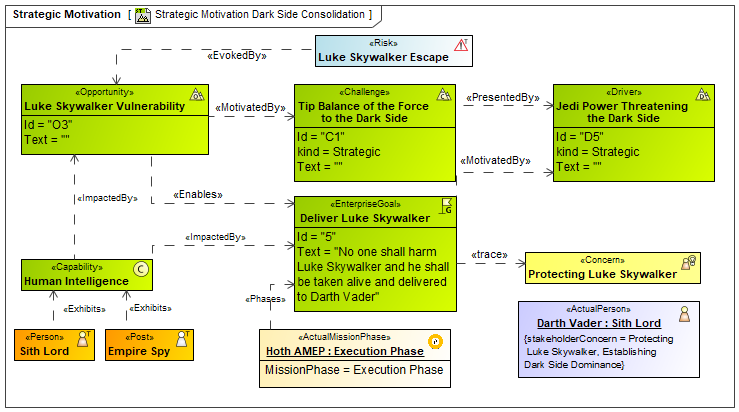 Strategic Motivation [ Strategic Motivation Dark Side Consolidation ]
«Risk»
Luke Skywalker Escape
«EvokedBy»
«Opportunity»
Luke Skywalker Vulnerability
Id = "O3"
Text = ""
«MotivatedBy»
«Challenge»
Tip Balance of the Force
to the Dark Side
Id = "C1"
kind = Strategic
Text = ""
«PresentedBy»
«MotivatedBy»
«Driver»
Jedi Power Threatening
the Dark Side
Id = "D5"
kind = Strategic
Text = ""
«ImpactedBy»
«Enables»
«ImpactedBy»
«EnterpriseGoal»
Deliver Luke Skywalker
Id = "5"
Text = "No one shall harm
Luke Skywalker and he shall
be taken alive and delivered
to Darth Vader"
«trace»
«Concern»
Protecting Luke Skywalker
«Capability»
Human Intelligence
C
«Exhibits»
«Exhibits»
«Phases»
«Person»
Sith Lord
«Post»
Empire Spy
«ActualMissionPhase»
Hoth AMEP : Execution Phase
MissionPhase = Execution Phase
«ActualPerson»
Darth Vader : Sith Lord
{stakeholderConcern = Protecting
Luke Skywalker, Establishing
Dark Side Dominance}